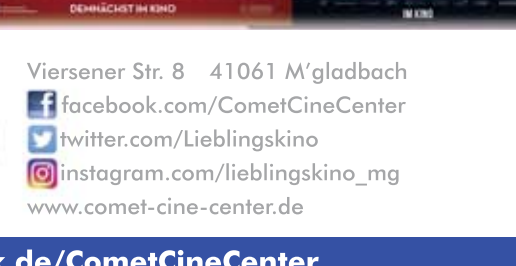 DEMNÄCHST IM KINO
IM KINO
Viersener Str. 8 41061 M'gladbach
facebook.com/CometCineCenter
twitter.com/Lieblingskino
instagram.com/lieblingskino_mg
www.comet-cine-center.de
k.de/CometCineCenter